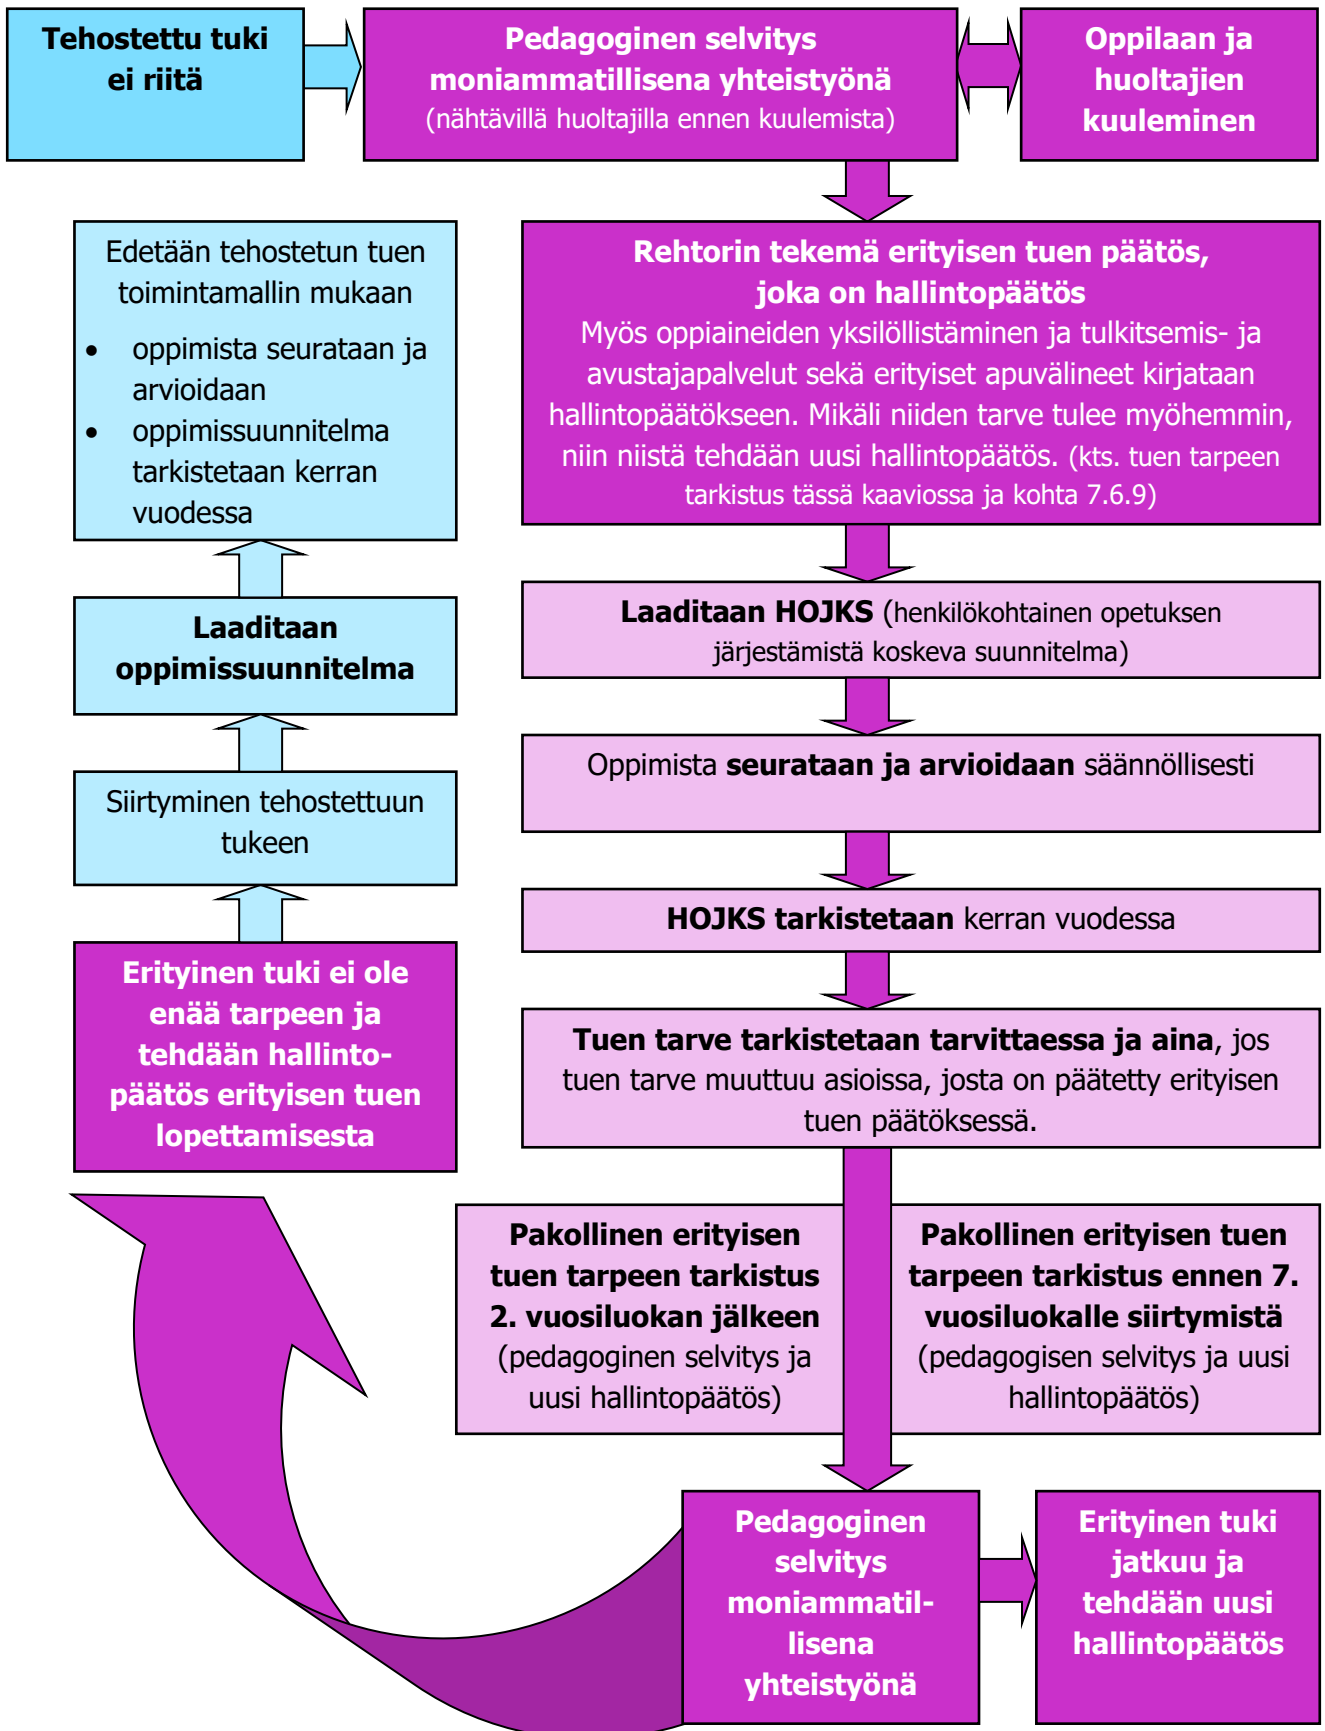 Tehostettu tuki
ei riitä
Pedagoginen selvitys
moniammatillisena yhteistyönä
(nähtävillä huoltajilla ennen kuulemista)
Oppilaan ja
huoltajien
kuuleminen
Rehtorin tekemä erityisen tuen päätös,
joka on hallintopäätös
Myös oppiaineiden yksilöllistäminen ja tulkitsemis- ja
avustajapalvelut sekä erityiset apuvälineet kirjataan
hallintopäätökseen. Mikäli niiden tarve tulee myöhemmin,
niin niistä tehdään uusi hallintopäätös. (kts. tuen tarpeen
tarkistus tässä kaaviossa ja kohta 7.6.9)
Laaditaan HOJKS (henkilökohtainen opetuksen
järjestämistä koskeva suunnitelma)
Oppimista seurataan ja arvioidaan säännöllisesti
HOJKS tarkistetaan kerran vuodessa
Tuen tarve tarkistetaan tarvittaessa ja aina, jos
tuen tarve muuttuu asioissa, josta on päätetty erityisen
tuen päätöksessä.
Pakollinen erityisen
tuen tarpeen tarkistus
2. vuosiluokan jälkeen
(pedagoginen selvitys ja
uusi hallintopäätös)
Pakollinen erityisen tuen
tarpeen tarkistus ennen 7.
vuosiluokalle siirtymistä
(pedagogisen selvitys ja uusi
hallintopäätös)
Pedagoginen
selvitys
moniammatil-
lisena
yhteistyönä
Erityinen tuki
jatkuu ja
tehdään uusi
hallintopäätös
Erityinen tuki ei ole
enää tarpeen ja
tehdään hallinto-
päätös erityisen tuen
lopettamisesta
Siirtyminen tehostettuun
tukeen
Laaditaan
oppimissuunnitelma
Edetään tehostetun tuen
toimintamallin mukaan
• oppimista seurataan ja
arvioidaan
• oppimissuunnitelma
tarkistetaan kerran
vuodessa